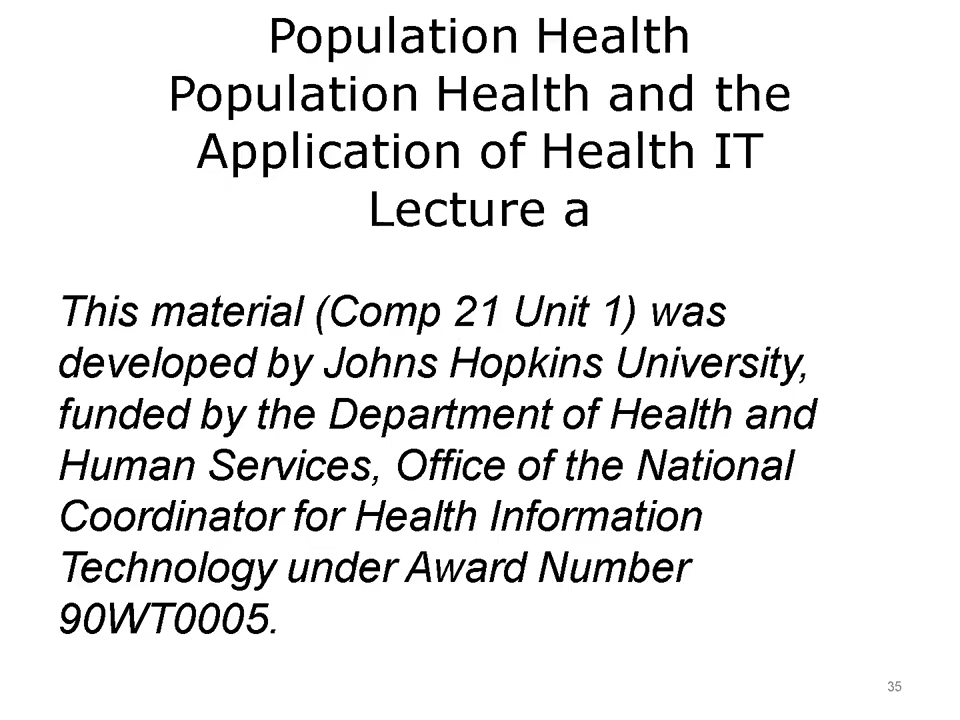 Population Health
Population Health and the
Application of Health IT
Lecture a
This material (Comp 21 Unit 1) was
developed by Johns Hopkins University,
funded by the Department of Health and
Human Services, Office of the National
Coordinator for Health Information
Technology under Award Number
90WT0005.
35